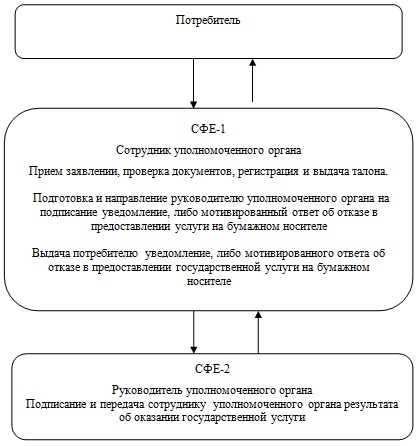 Потребитель
СФЕ-1
Сотрудник уполномоченного органа
Прием заявлении, проверка документов, регистрация и выдача талона.
Подготовка и направление руководителю уполномоченного органа на
подписание уведомление, либо мотивированный ответ об отказе в
предоставлении услуги на бумажном носителе
Выдача потребителю уведомление, либо мотивированного ответа об
отказе в предоставлении государственной услуги на бумажном
носителе
СФЕ-2
Руководитель уполномоченного органа
Подписание и передача сотруднику уполномоченного органа результата
об оказании государственной услуги